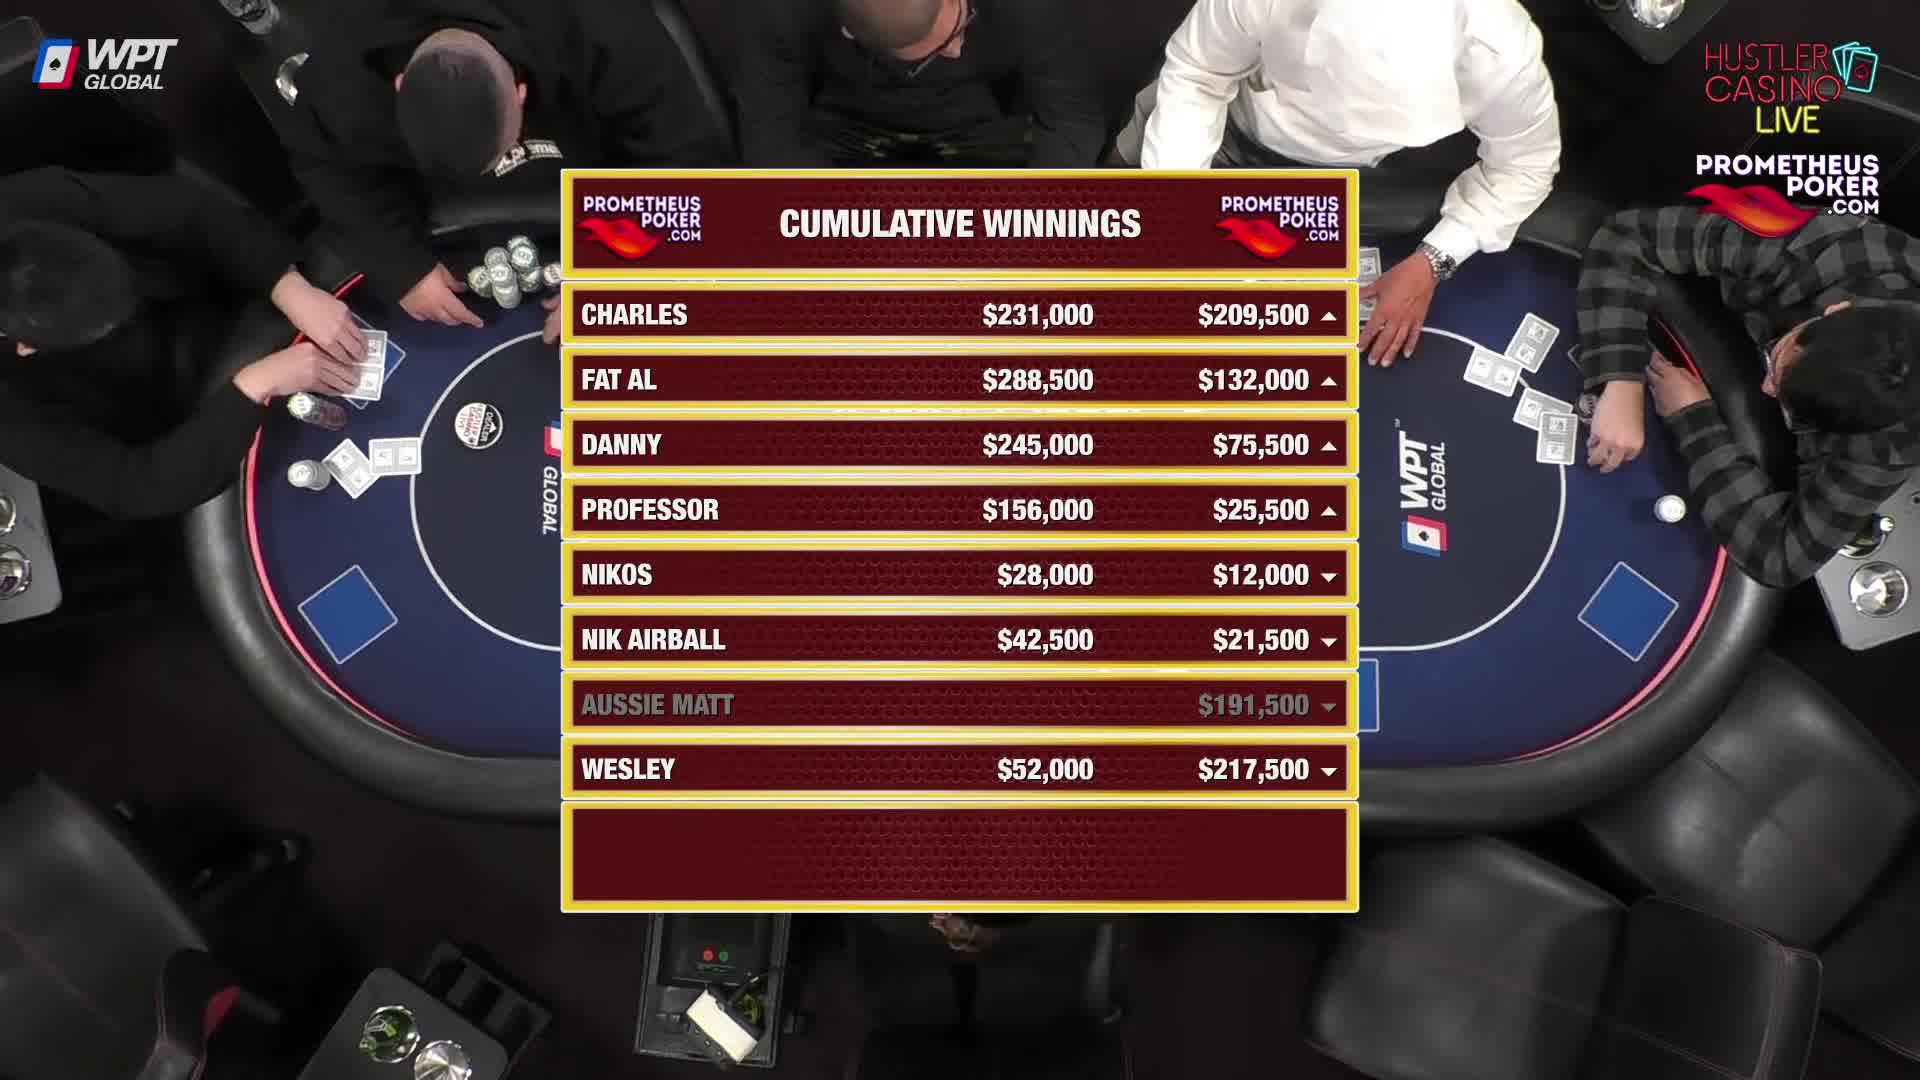 WPT
GLOBAL
HUSTLER
CASINO
LIVE
PROMETHEUS
POKER
.COM
PROMETHEUS
POKER
.COM
CUMULATIVE WINNINGS
PROMETHEUS
POKER
.COM
CHARLES $231,000 $209,500
FAT AL $288,500 $132,000
DANNY $245,000 $75,500
PROFESSOR $156,000 $25,500
NIKOS $28,000 $12,000
NIK AIRBALL $42,500 $21,500
AUSSIE MATT $191,500
WESLEY $52,000 $217,500
DEALER
GLOBAL
WPT
GLOBAL